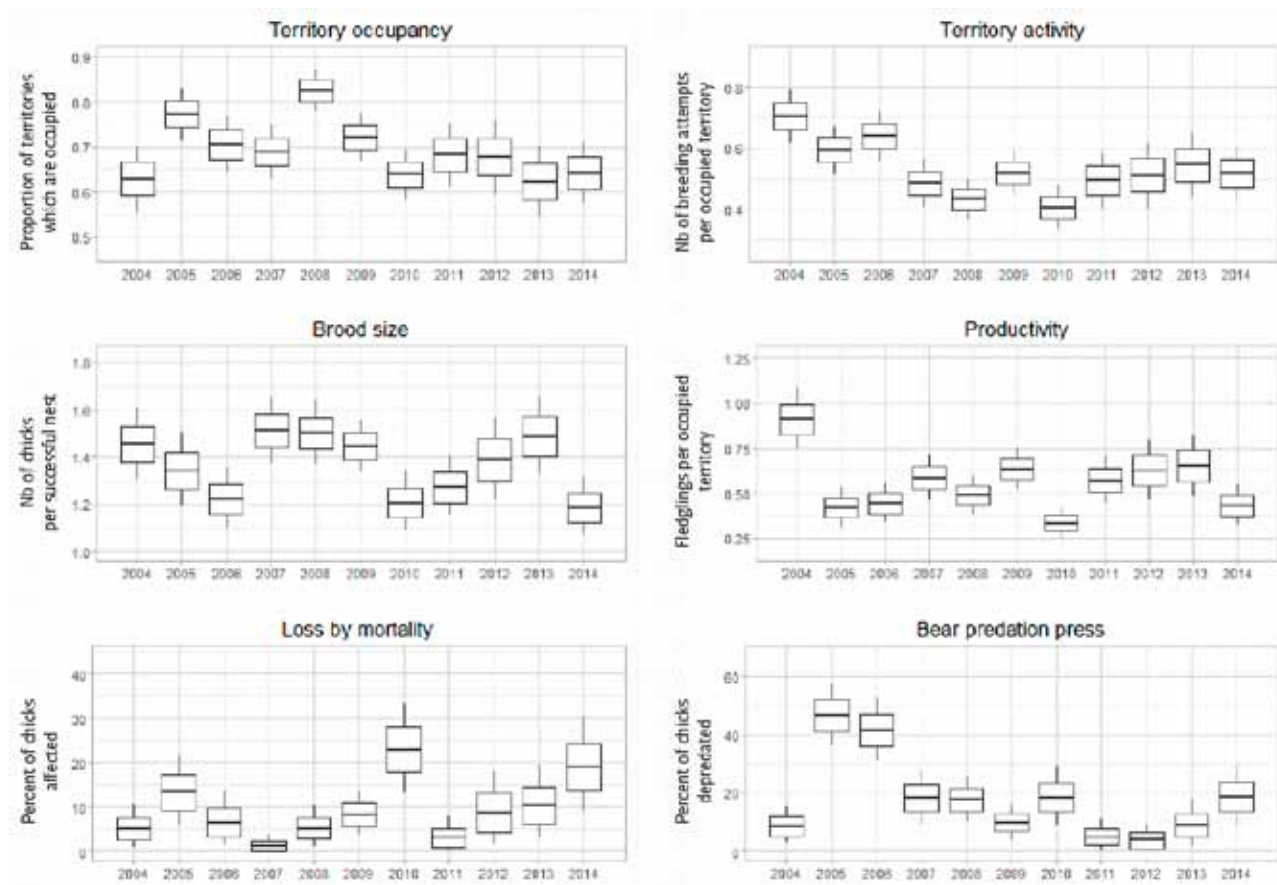 Territory occupancy
Proportion of territories
which are occupied
0.9
0.8
0.7
0.6
0.5
2004 2005 2006 2007 2008 2009 2010 2011 2012 2013 2014
Territory activity
Nb of breeding attempts
per occupied territory
0.8
0.6
0.4
2004 2005 2006 2007 2008 2009 2010 2011 2012 2013 2014
Brood size
Nb of chicks
per successful nest
1.8
1.6
1.4
1.2
1.0
2004 2005 2006 2007 2008 2009 2010 2011 2012 2013 2014
Productivity
Fledglings per occupied
territory
1.25
1.00
0.75
0.50
0.25
2004 2005 2006 2007 2008 2009 2010 2011 2012 2013 2014
Loss by mortality
Percent of chicks
affected
40
30
20
10
0
2004 2005 2006 2007 2008 2009 2010 2011 2012 2013 2014
Bear predation press
Percent of chicks
depredated
60
40
20
0
2004 2005 2006 2007 2008 2009 2010 2011 2012 2013 2014